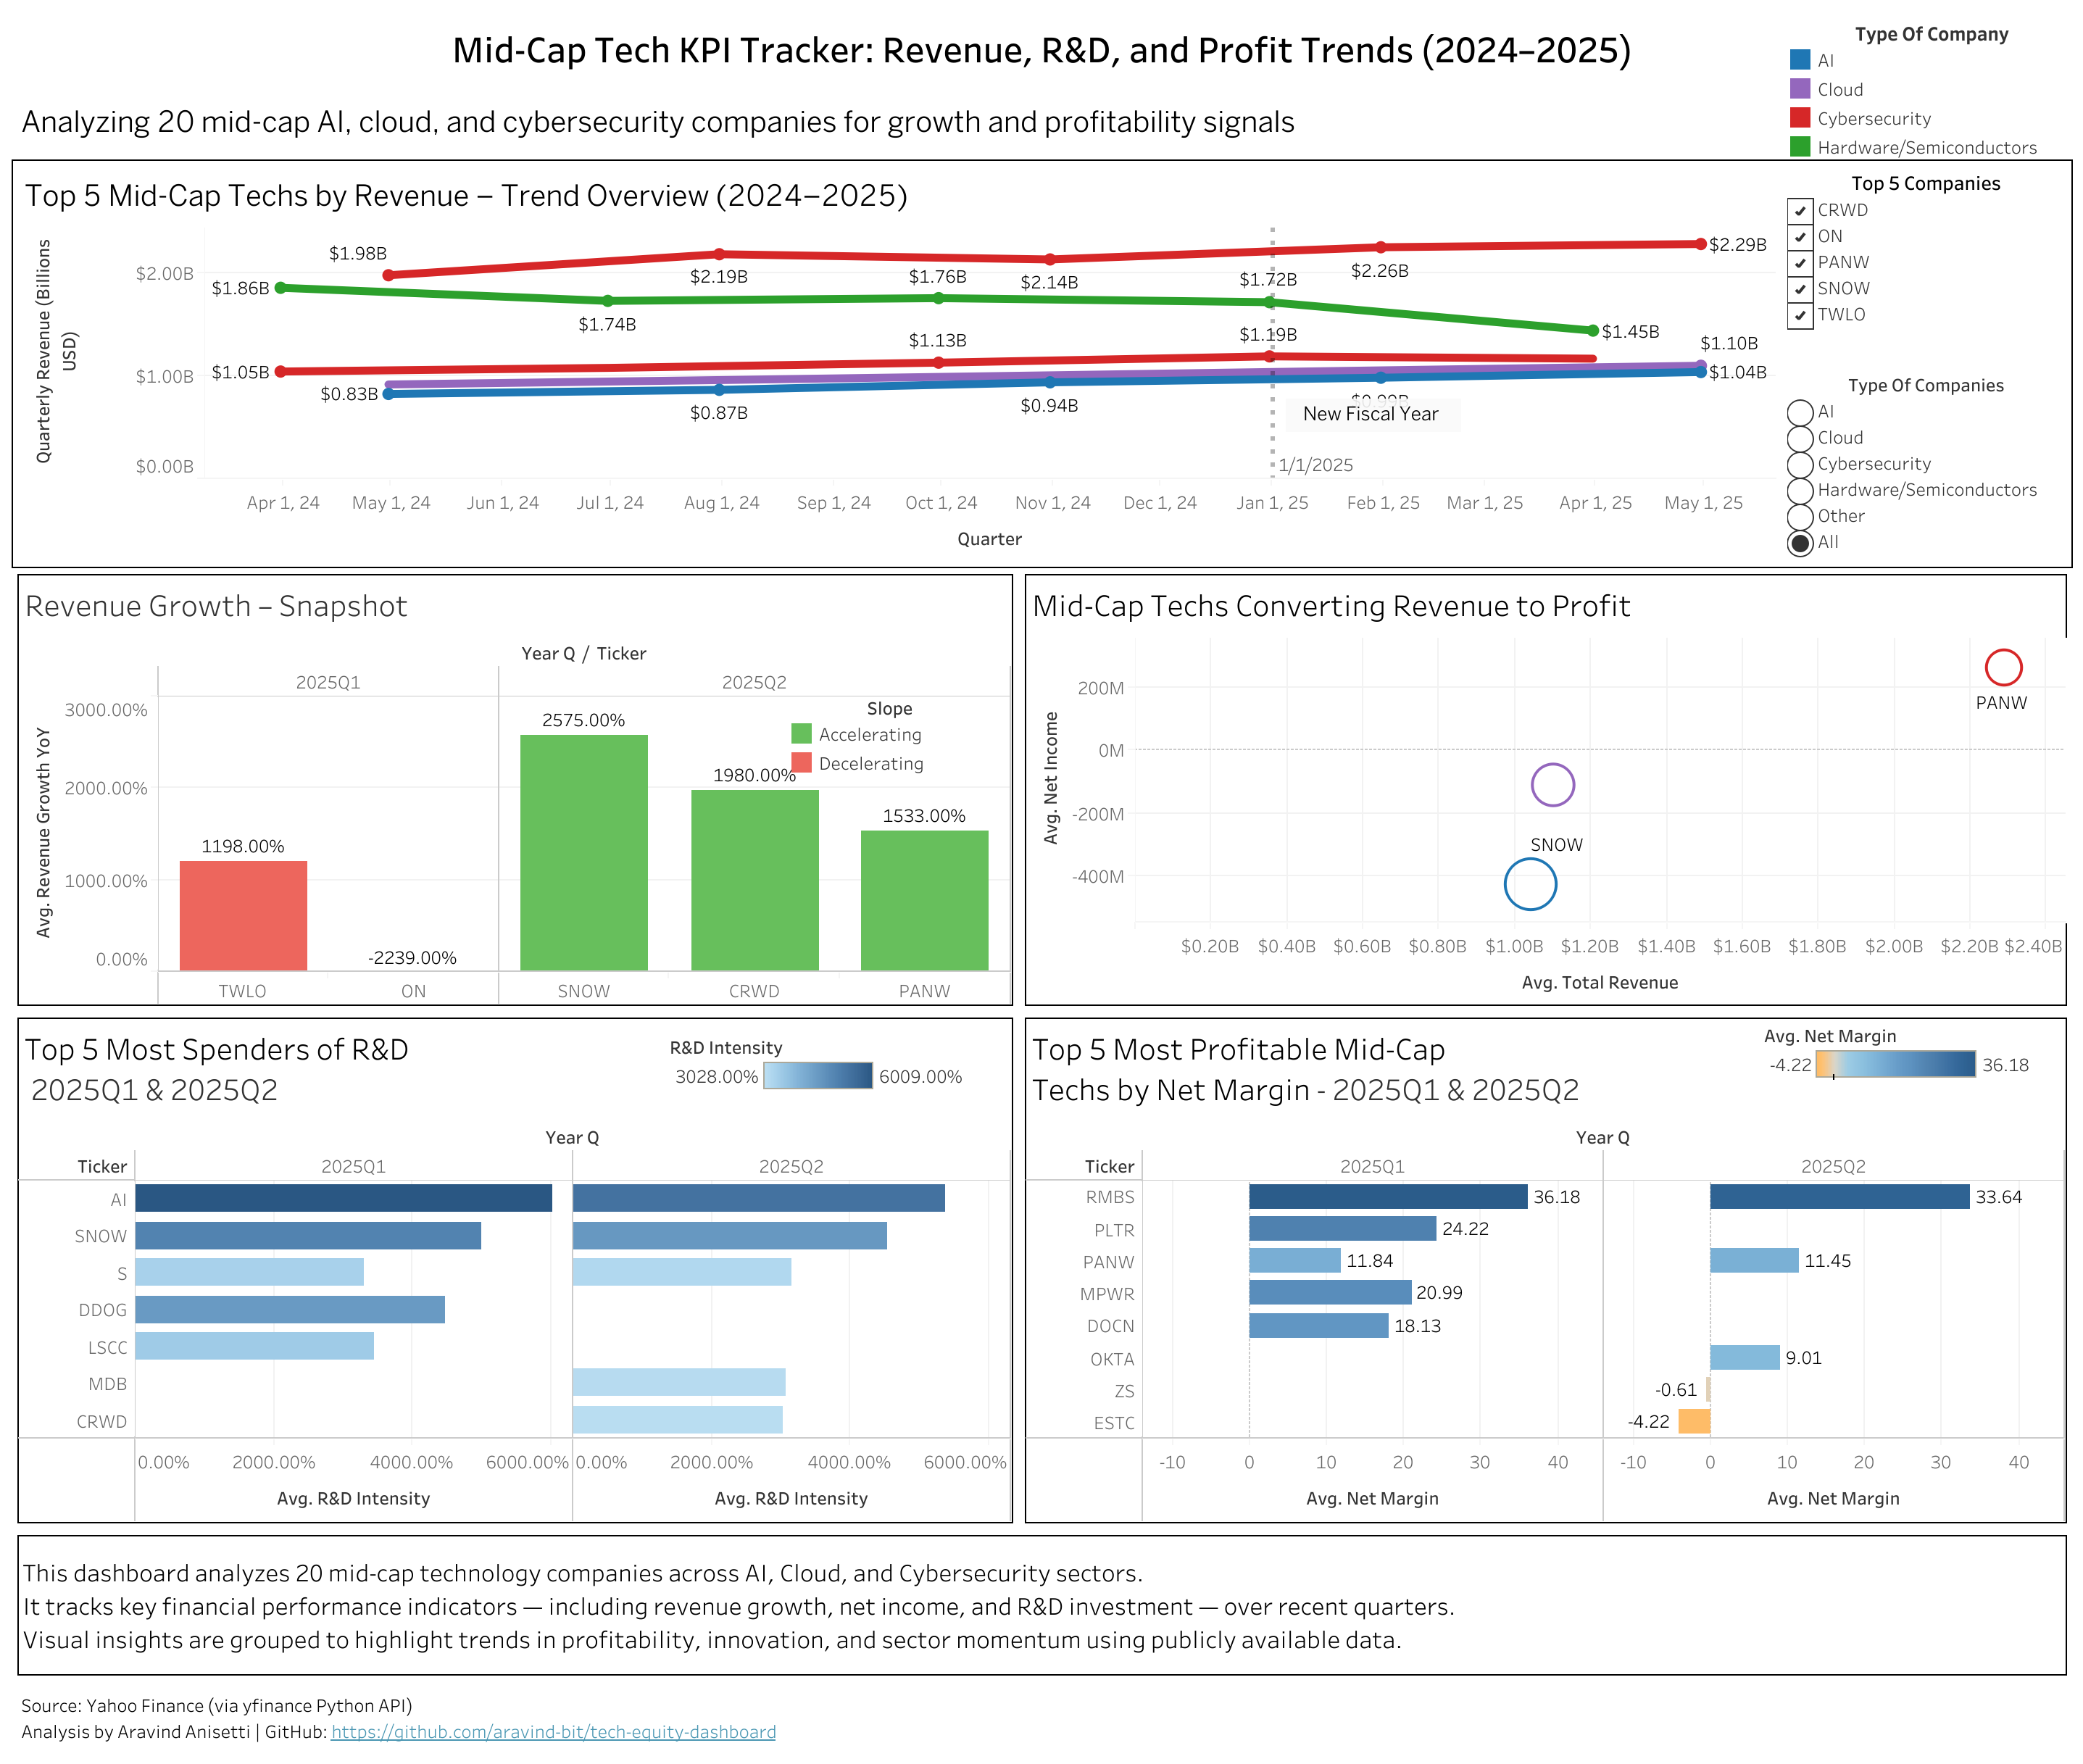 Mid-Cap Tech KPI Tracker: Revenue, R&D, and Profit Trends (2024–2025)
Type Of Company
AI
Cloud
Cybersecurity
Hardware/Semiconductors
Analyzing 20 mid-cap AI, cloud, and cybersecurity companies for growth and profitability signals
Top 5 Mid-Cap Techs by Revenue – Trend Overview (2024–2025)
Quarterly Revenue (Billions
USD)
$2.00B
$1.00B
$0.00B
$1.98B
$2.19B
$2.14B
$2.26B
$2.29B
$1.86B
$1.74B
$1.76B
$1.72B
$1.45B
$1.05B
$1.13B
$1.19B
$1.10B
$0.83B
$0.87B
$0.94B
$0.99B
$1.04B
New Fiscal Year
1/1/2025
Apr 1, 24
May 1, 24
Jun 1, 24
Jul 1, 24
Aug 1, 24
Sep 1, 24
Oct 1, 24
Nov 1, 24
Dec 1, 24
Jan 1, 25
Feb 1, 25
Mar 1, 25
Apr 1, 25
May 1, 25
Quarter
Top 5 Companies
CRWD
ON
PANW
SNOW
TWLO
Type Of Companies
AI
Cloud
Cybersecurity
Hardware/Semiconductors
Other
All
Revenue Growth – Snapshot
Year Q / Ticker
2025Q1
2025Q2
Avg. Revenue Growth YoY
3000.00%
2000.00%
1000.00%
0.00%
1198.00%
-2239.00%
2575.00%
1980.00%
1533.00%
Slope
Accelerating
Decelerating
TWLO
ON
SNOW
CRWD
PANW
Mid-Cap Techs Converting Revenue to Profit
Avg. Net Income
200M
0M
-200M
-400M
PANW
SNOW
$0.20B
$0.40B
$0.60B
$0.80B
$1.00B
$1.20B
$1.40B
$1.60B
$1.80B
$2.00B
$2.20B
$2.40B
Avg. Total Revenue
Top 5 Most Spenders of R&D
2025Q1 & 2025Q2
R&D Intensity
3028.00%
6009.00%
Year Q
Ticker
2025Q1
2025Q2
AI
SNOW
S
DDOG
LSCC
MDB
CRWD
0.00%
2000.00%
4000.00%
6000.00%
0.00%
2000.00%
4000.00%
6000.00%
Avg. R&D Intensity
Avg. R&D Intensity
Top 5 Most Profitable Mid-Cap
Techs by Net Margin - 2025Q1 & 2025Q2
Avg. Net Margin
-4.22
36.18
Year Q
Ticker
2025Q1
2025Q2
RMBS
36.18
33.64
PLTR
24.22
PANW
11.84
11.45
MPWR
20.99
DOCN
18.13
OKTA
9.01
ZS
-0.61
ESTC
-4.22
-10
0
10
20
30
40
-10
0
10
20
30
40
Avg. Net Margin
Avg. Net Margin
This dashboard analyzes 20 mid-cap technology companies across AI, Cloud, and Cybersecurity sectors.
It tracks key financial performance indicators — including revenue growth, net income, and R&D investment — over recent quarters.
Visual insights are grouped to highlight trends in profitability, innovation, and sector momentum using publicly available data.
Source: Yahoo Finance (via yfinance Python API)
Analysis by Aravind Anisetti | GitHub: https://github.com/aravind-bit/tech-equity-dashboard